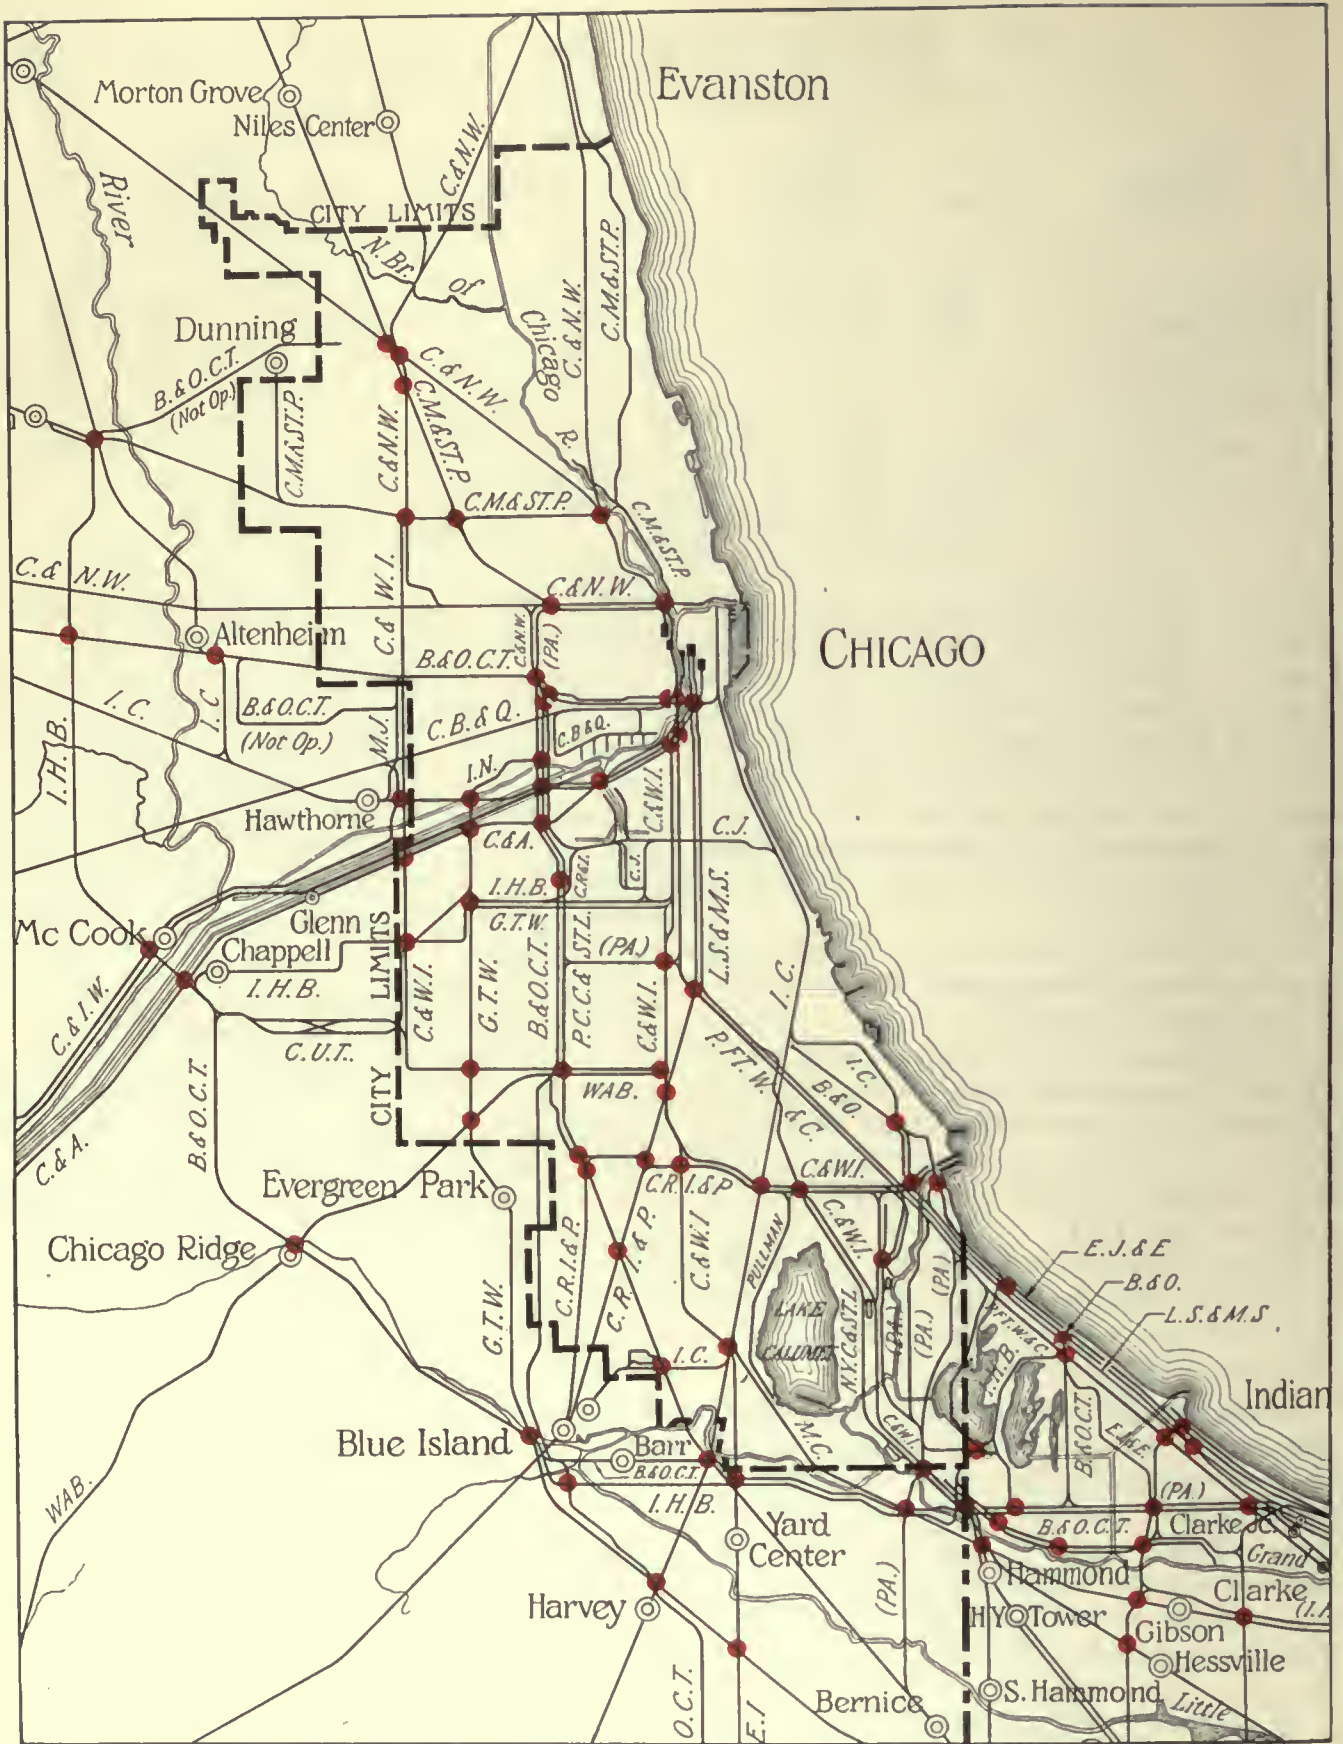 Evanston
Morton Grove
Niles Center
C.&N.W.
River
CITY LIMITS
N. Br. of Chicago R.
C.&N.W.
C.M.&ST.P.
Dunning
B.&O.C.T.
(Not Op.)
C.M.&ST.P.
C.&N.W.
C.&N.W.
C.M.&ST.P.
C.M.&ST.P.
C.M.&ST.P.
C.& N.W.
C.& W.I.
C.&N.W.
Altenheim
C.&N.W.
(PA.)
CHICAGO
B.&O.C.T.
I.C.
I.C
B.&O.C.T.
(Not Op.)
M.J.
C.B.&Q.
C.B.&Q.
I.H.B.
I.N.
Hawthorne
C.&W.I.
C.&A.
C.J.
C.J.
C.R.&I.
I.H.B.
G.T.W.
L.S.&M.S.
Mc Cook
Glenn
Chappell
I.H.B.
CITY LIMITS
C.&W.I.
G.T.W.
B.&O.C.T.
P.C.C.& ST.L.
(PA.)
C.&W.I.
I.C.
C.& I.W.
C.U.T.
C.&A.
B.&O.C.T.
WAB.
P. FT. W. & C.
I.C.
B.&O.
Evergreen Park
C.R.I.&P
C.&W.I.
Chicago Ridge
G.T.W.
C.R.I.&P.
C.R.I.&P.
C.&W.I
PULLMAN
C.&W.I.
LAKE
CALUMET
N.Y.C.&ST.L
(PA.)
(PA.)
(PA)
E.J.&E
B.&O.
L.S.&M.S
P.FT.W.&C.
I.H.B.
I.C.
Indian
Blue Island
Barr
B.&O.C.T.
I.H.B.
M.C.
C.&W.I.
B.&O.C.T.
E.J.&E.
WAB.
Yard
Center
(PA.)
B.&O.C.T.
Clarke Jc.
Grand
Hammond
Clarke
(I.H
Harvey
(PA.)
H Y Tower
Gibson
Hessville
O.C.T.
E.I
Bernice
S. Hammond
Little